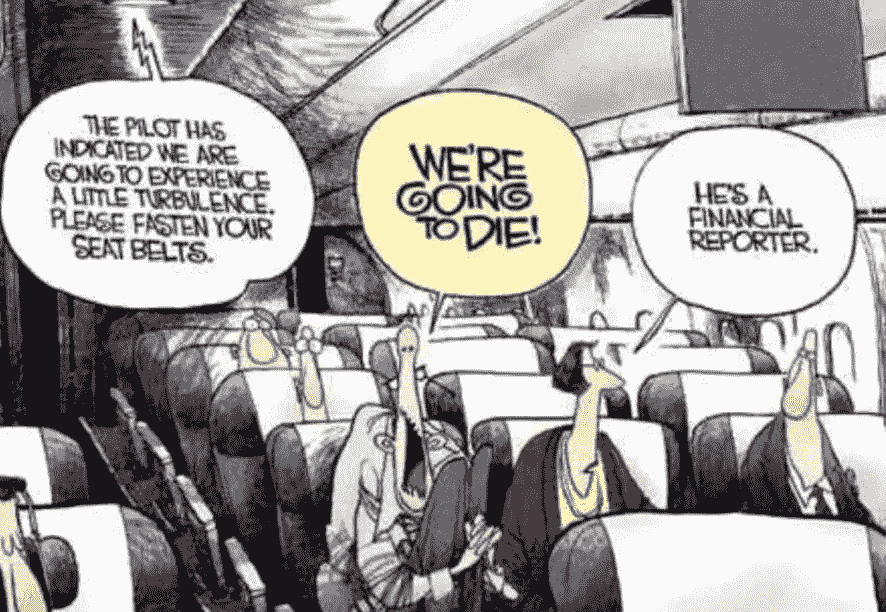 THE PILOT HAS
INDICATED WE ARE
GOING TO EXPERIENCE
A LITTLE TURBULENCE.
PLEASE FASTEN YOUR
SEAT BELTS.
WE'RE
GOING
TO DIE!
HE'S A
FINANCIAL
REPORTER.